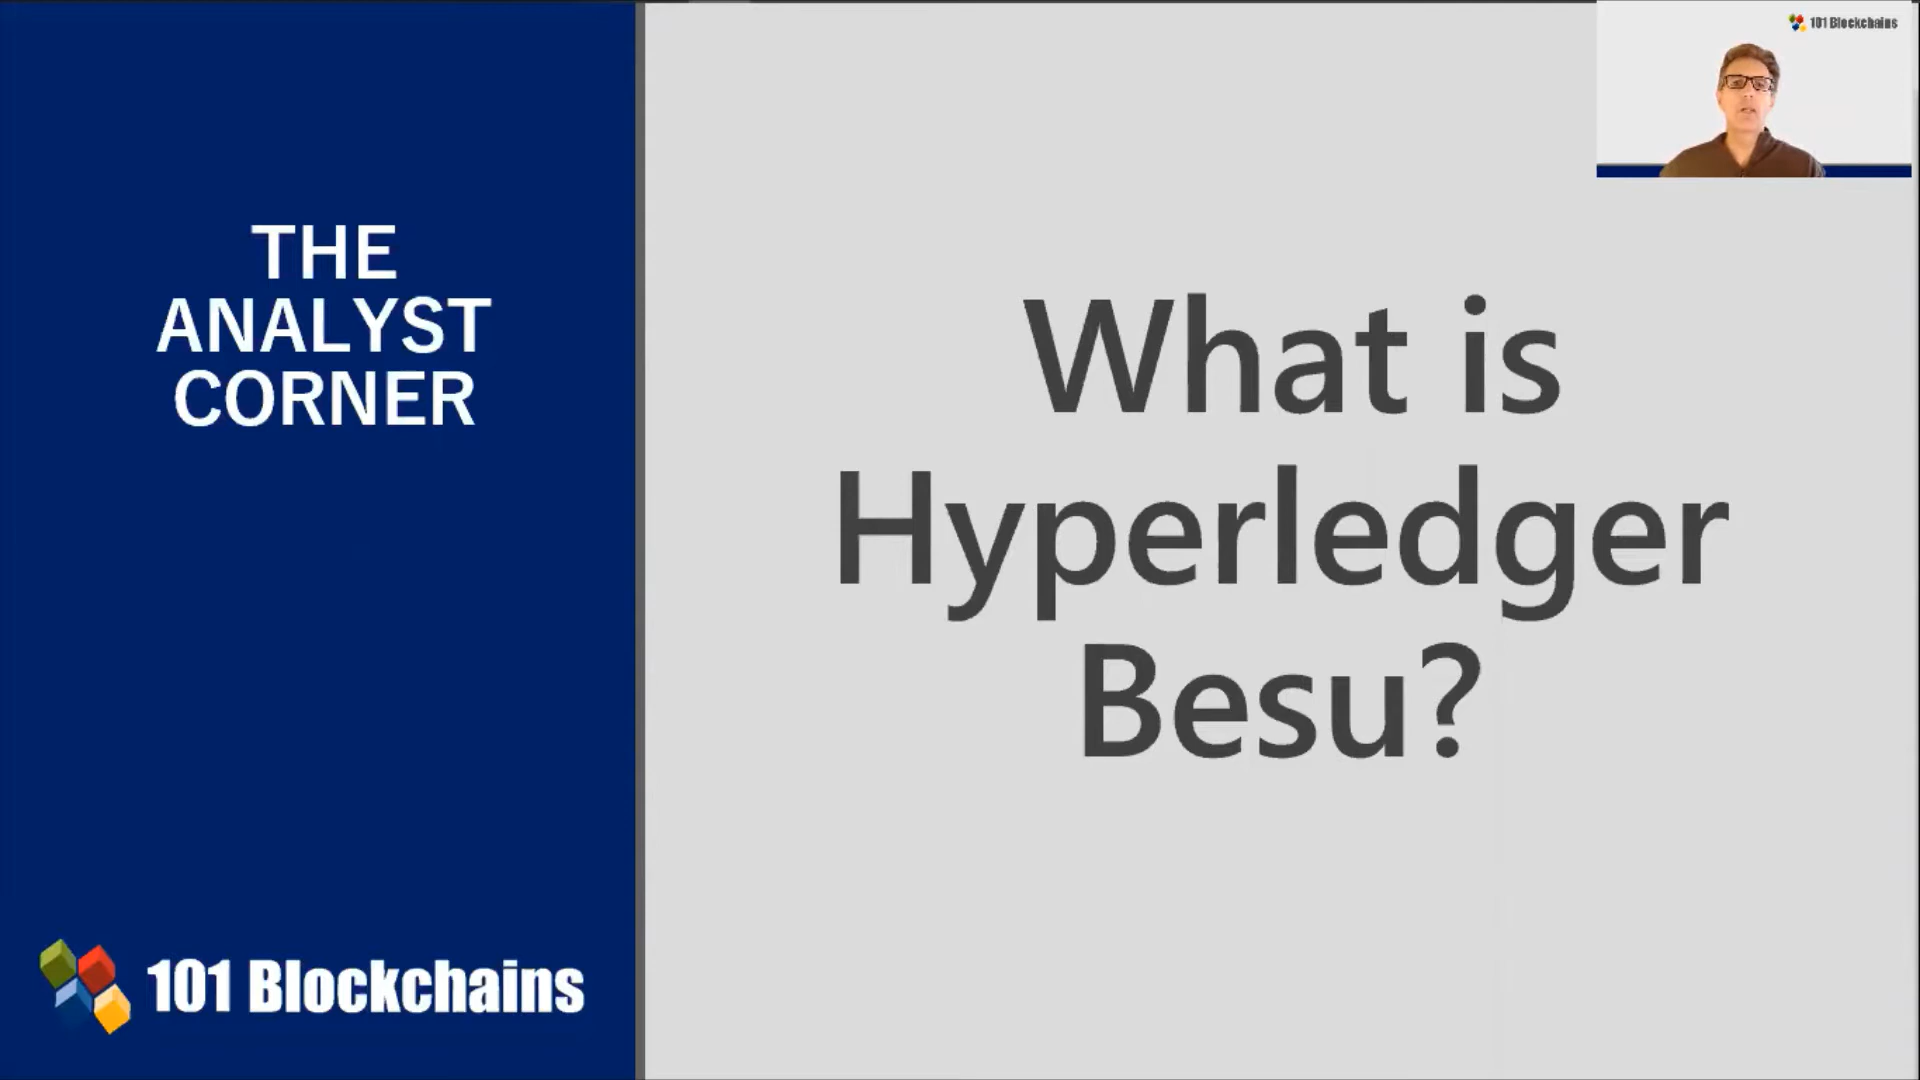 THE
ANALYST
CORNER
101 Blockchains
What is
Hyperledger
Besu?
101 Blockchains